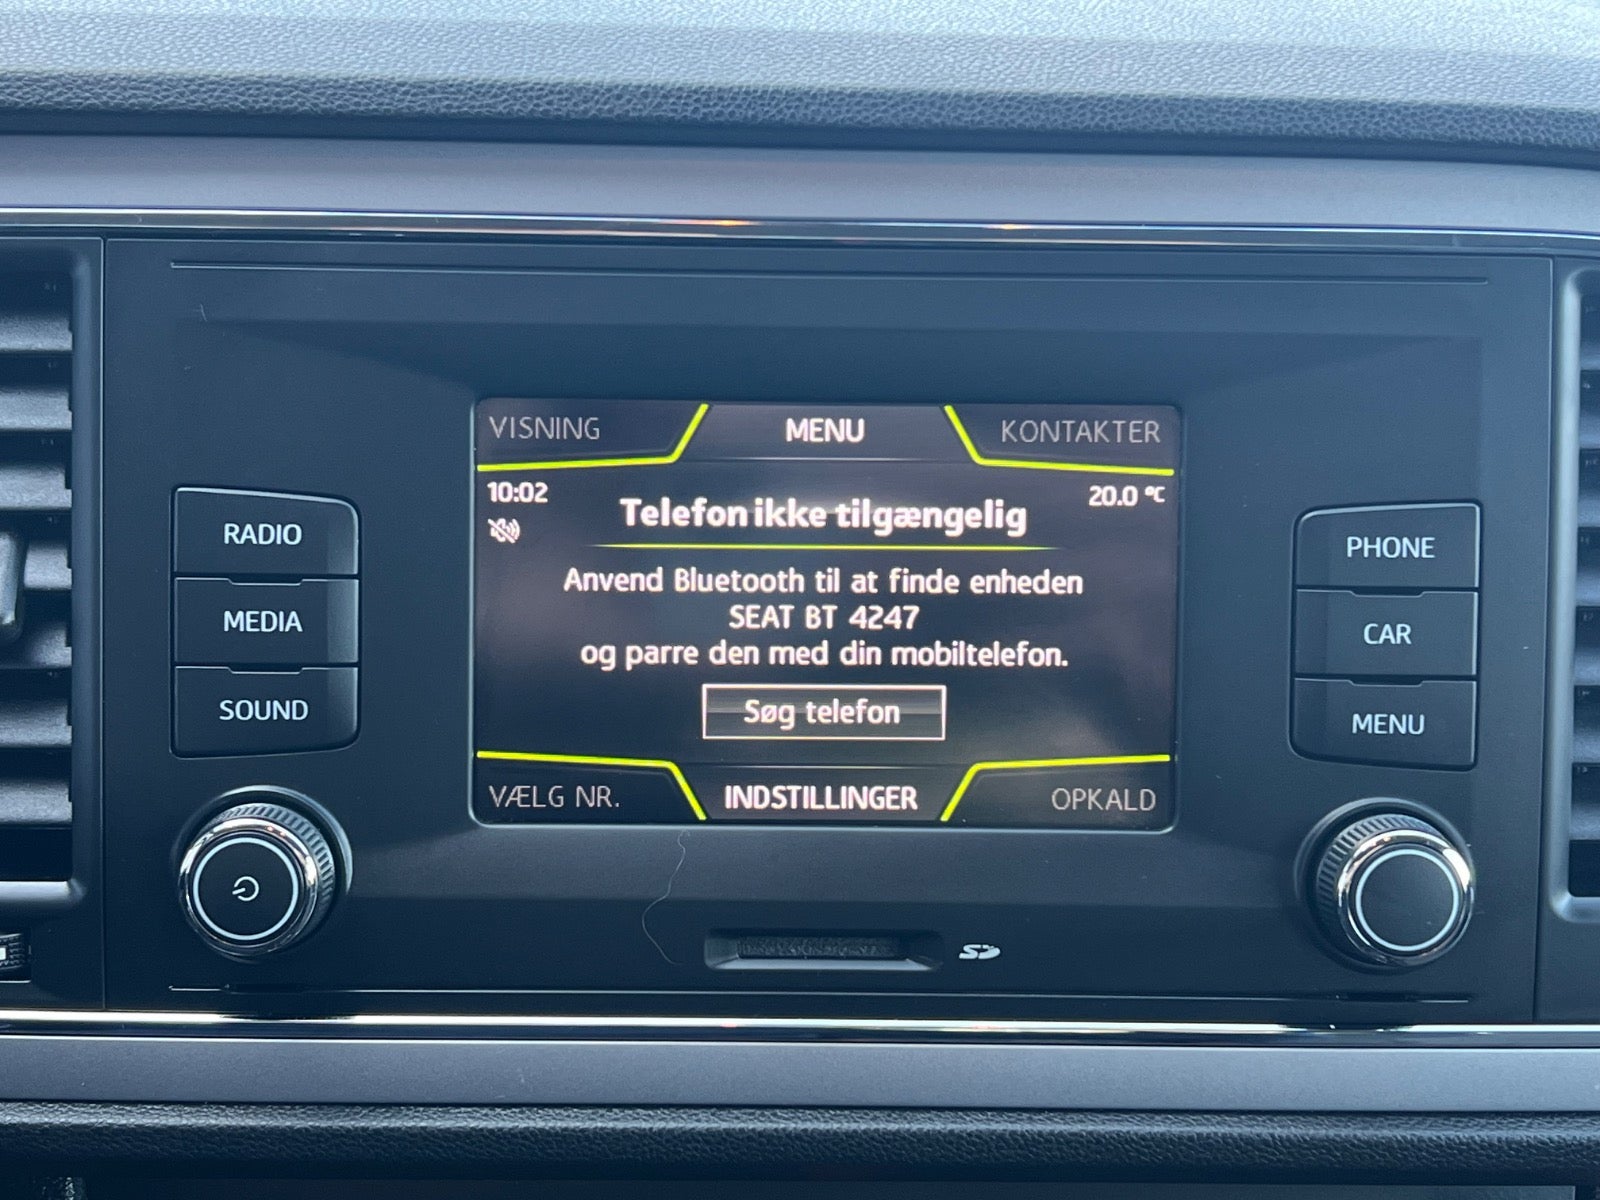 VISNING
MENU
KONTAKTER
10:02
20.0 °C
Telefon ikke tilgængelig
Anvend Bluetooth til at finde enheden
SEAT BT 4247
og parre den med din mobiltelefon.
Søg telefon
VÆLG NR.
INDSTILLINGER
OPKALD
RADIO
MEDIA
SOUND
PHONE
CAR
MENU
SD